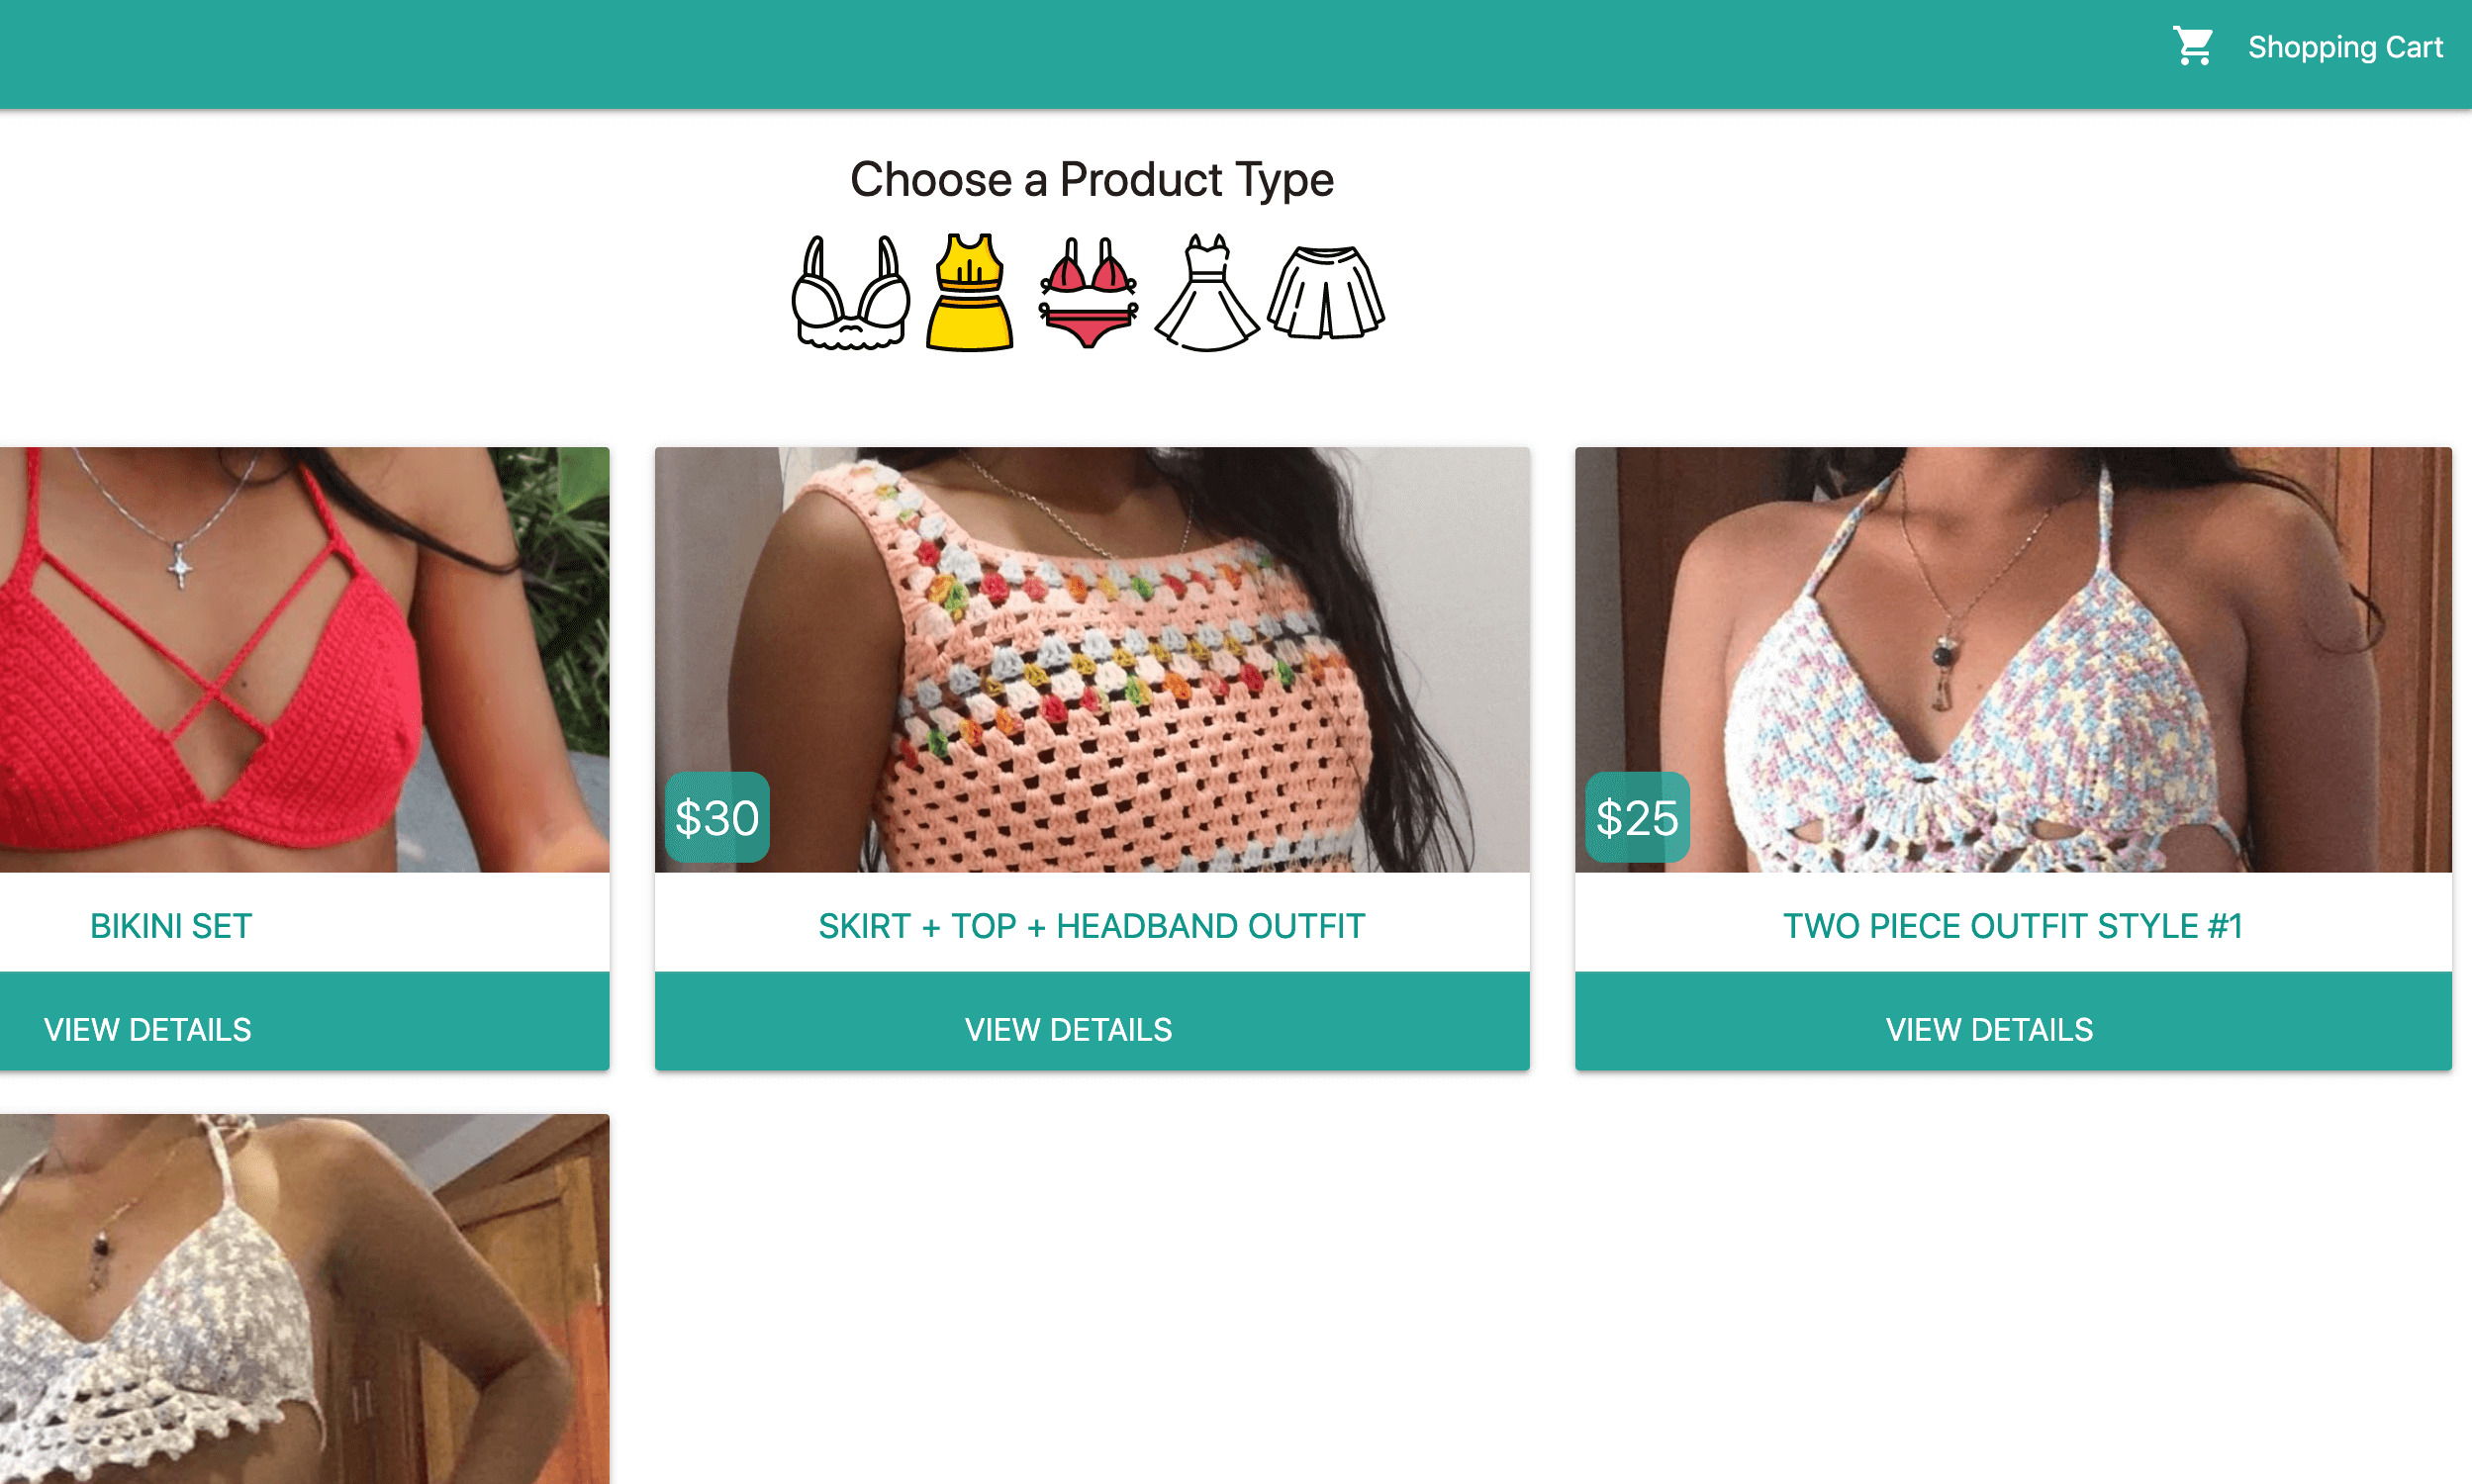 Shopping Cart
Choose a Product Type
$30
$25
BIKINI SET
SKIRT + TOP + HEADBAND OUTFIT
TWO PIECE OUTFIT STYLE #1
VIEW DETAILS
VIEW DETAILS
VIEW DETAILS